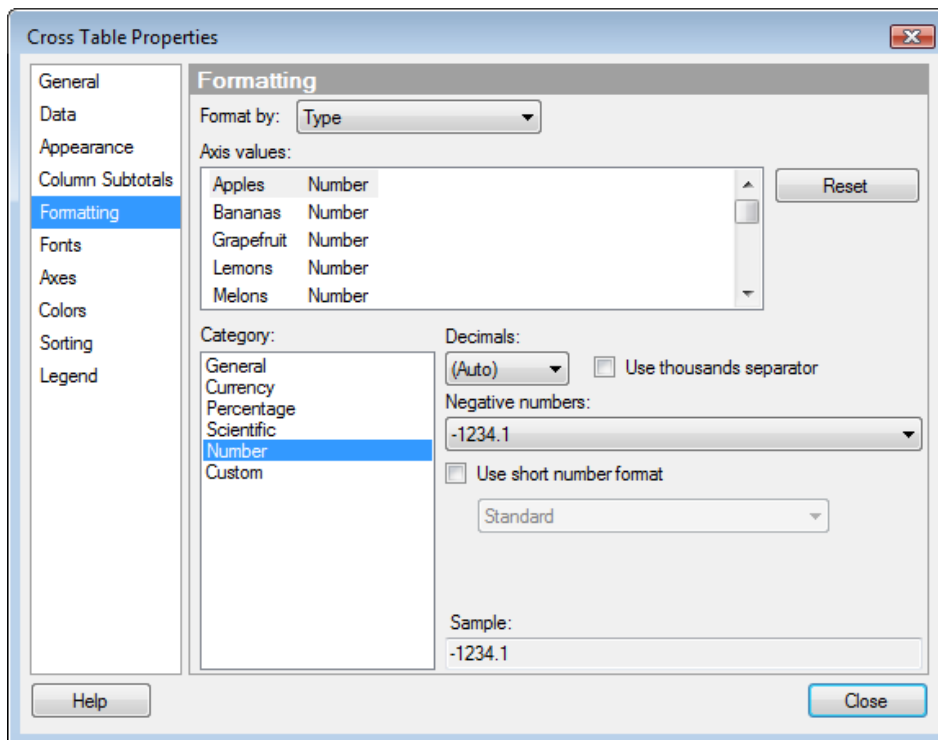 Cross Table Properties
General
Data
Appearance
Column Subtotals
Formatting
Fonts
Axes
Colors
Sorting
Legend
Formatting
Format by: Type
Axis values:
Apples Number
Bananas Number
Grapefruit Number
Lemons Number
Melons Number
Reset
Category:
General
Currency
Percentage
Scientific
Number
Custom
Decimals:
(Auto) Use thousands separator
Negative numbers:
-1234.1
Use short number format
Standard
Sample:
-1234.1
Help
Close